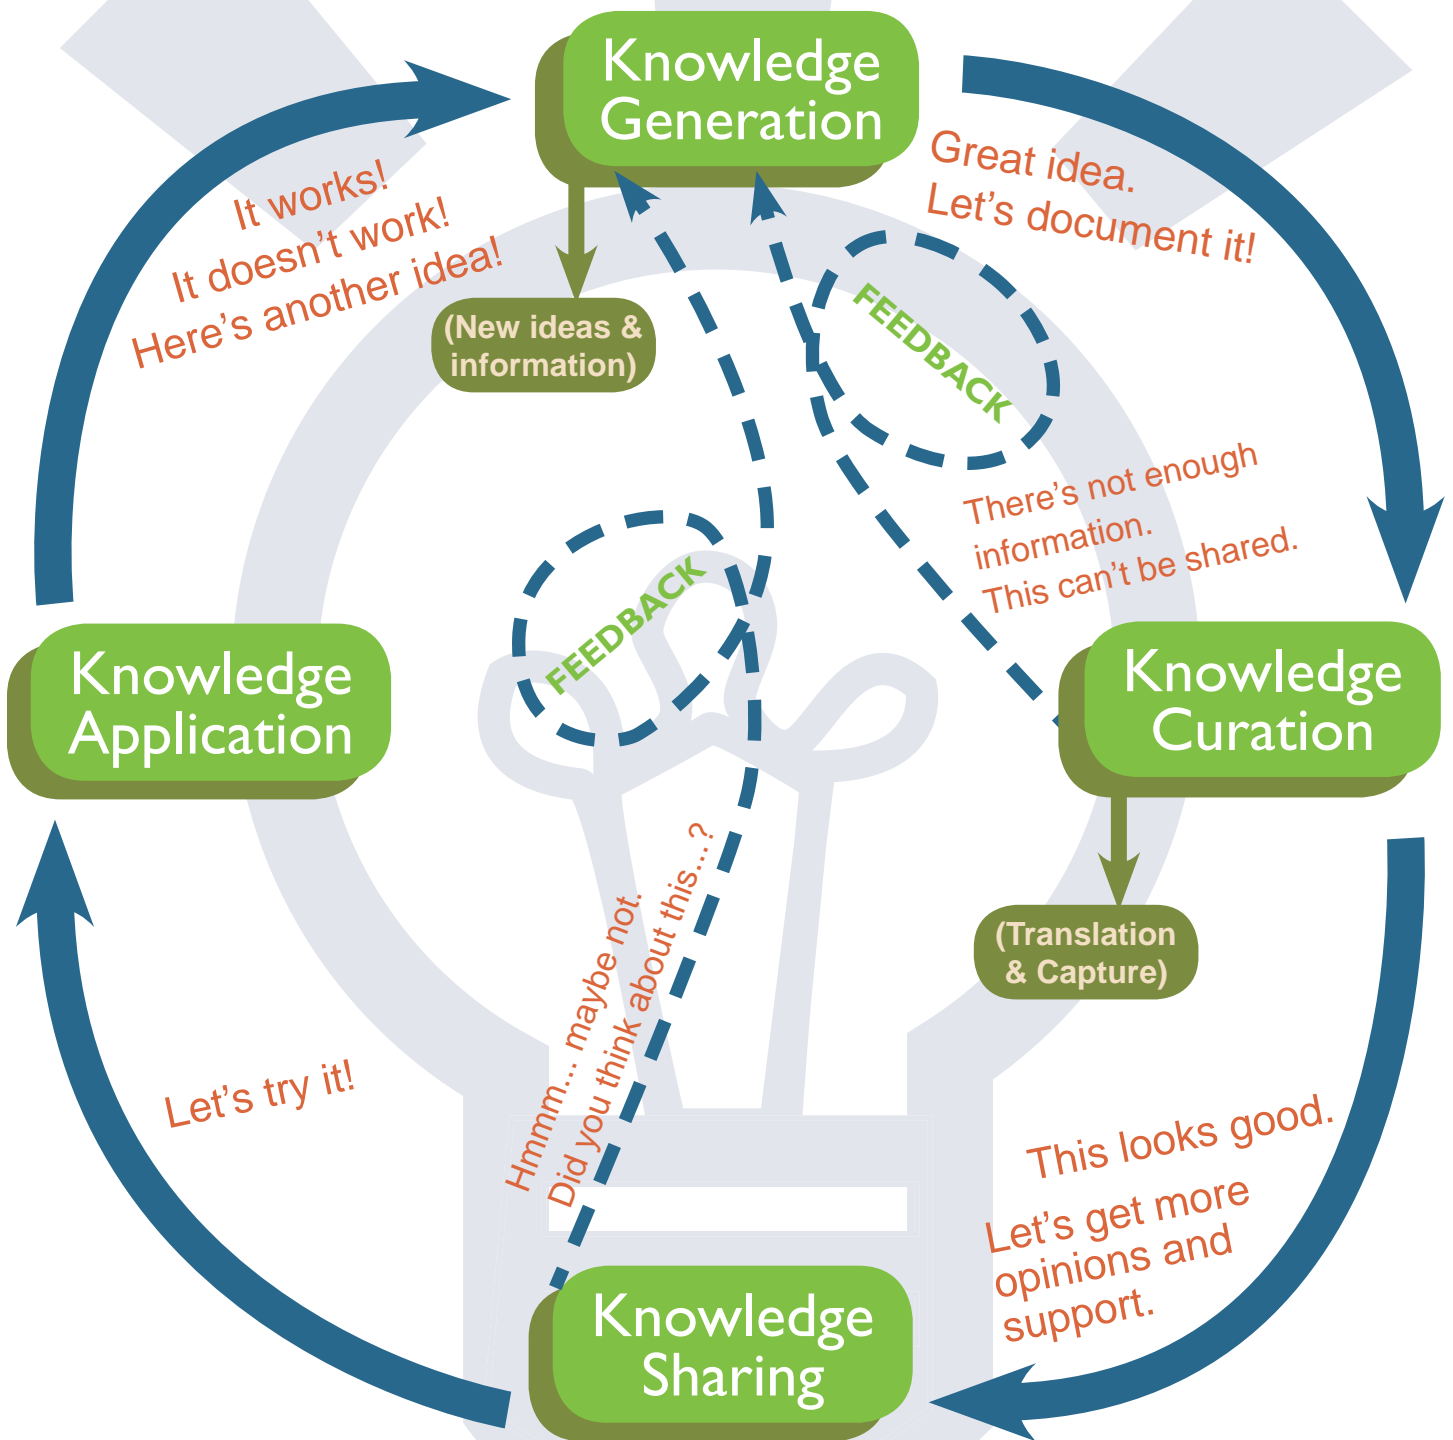 Knowledge
Generation
It works!
It doesn’t work!
Here’s another idea!
(New ideas &
information)
Great idea.
Let’s document it!
FEEDBACK
There’s not enough
information.
This can’t be shared.
FEEDBACK
Knowledge
Application
Knowledge
Curation
(Translation
& Capture)
Hmmm... maybe not.
Did you think about this...?
Let’s try it!
This looks good.
Let’s get more
opinions and
support.
Knowledge
Sharing